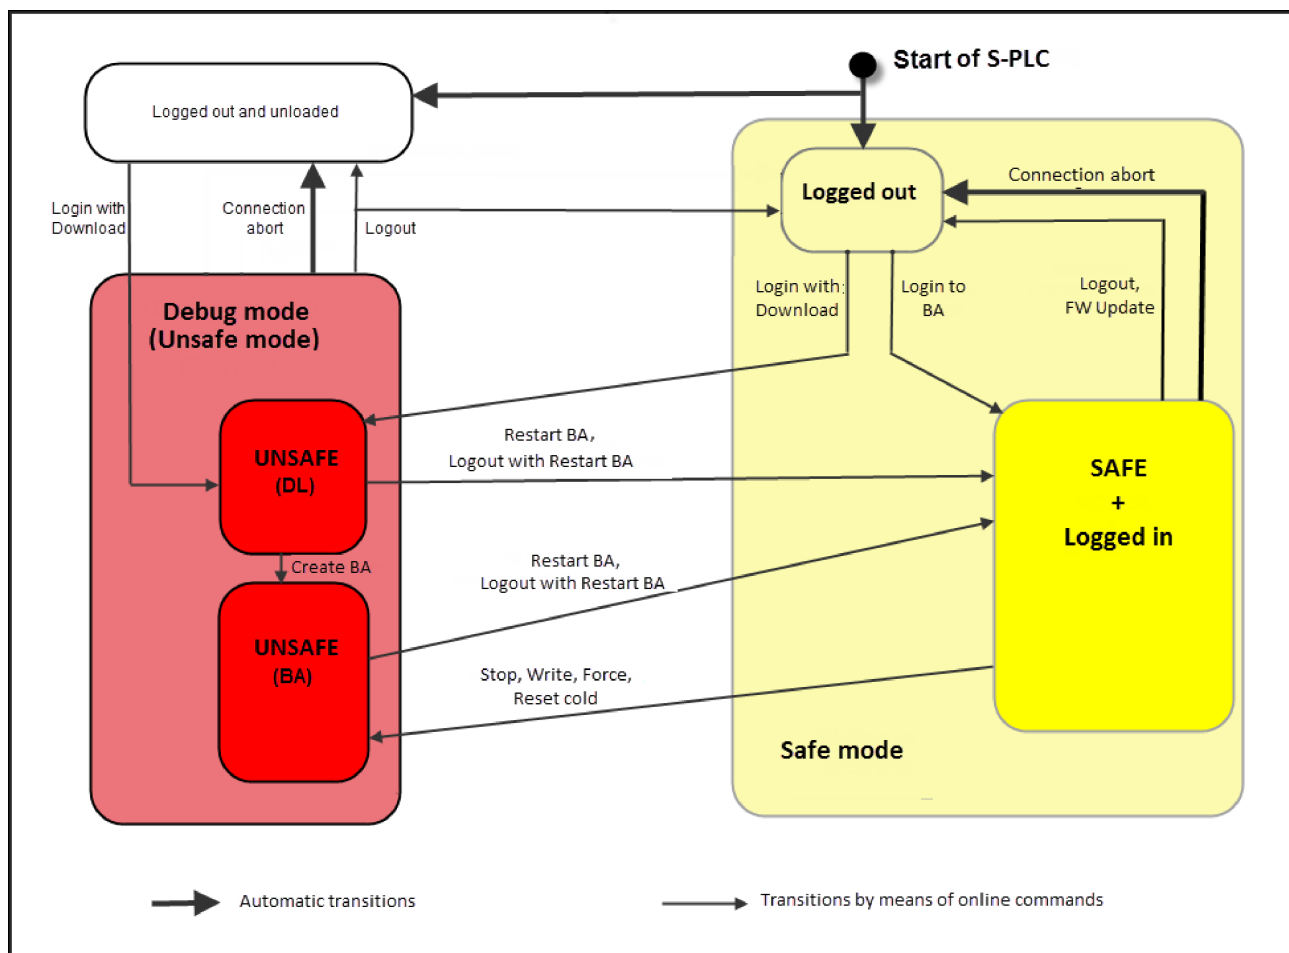 Start of S-PLC
Logged out and unloaded
Connection abort
Logged out
Login with
Download
Connection
abort
Logout
Login with:
Download
Login to
BA
Logout,
FW Update
Debug mode
(Unsafe mode)
UNSAFE
(DL)
Restart BA,
Logout with Restart BA
SAFE
+
Logged in
Create BA
Restart BA,
Logout with Restart BA
UNSAFE
(BA)
Stop, Write, Force,
Reset cold
Safe mode
Automatic transitions
Transitions by means of online commands